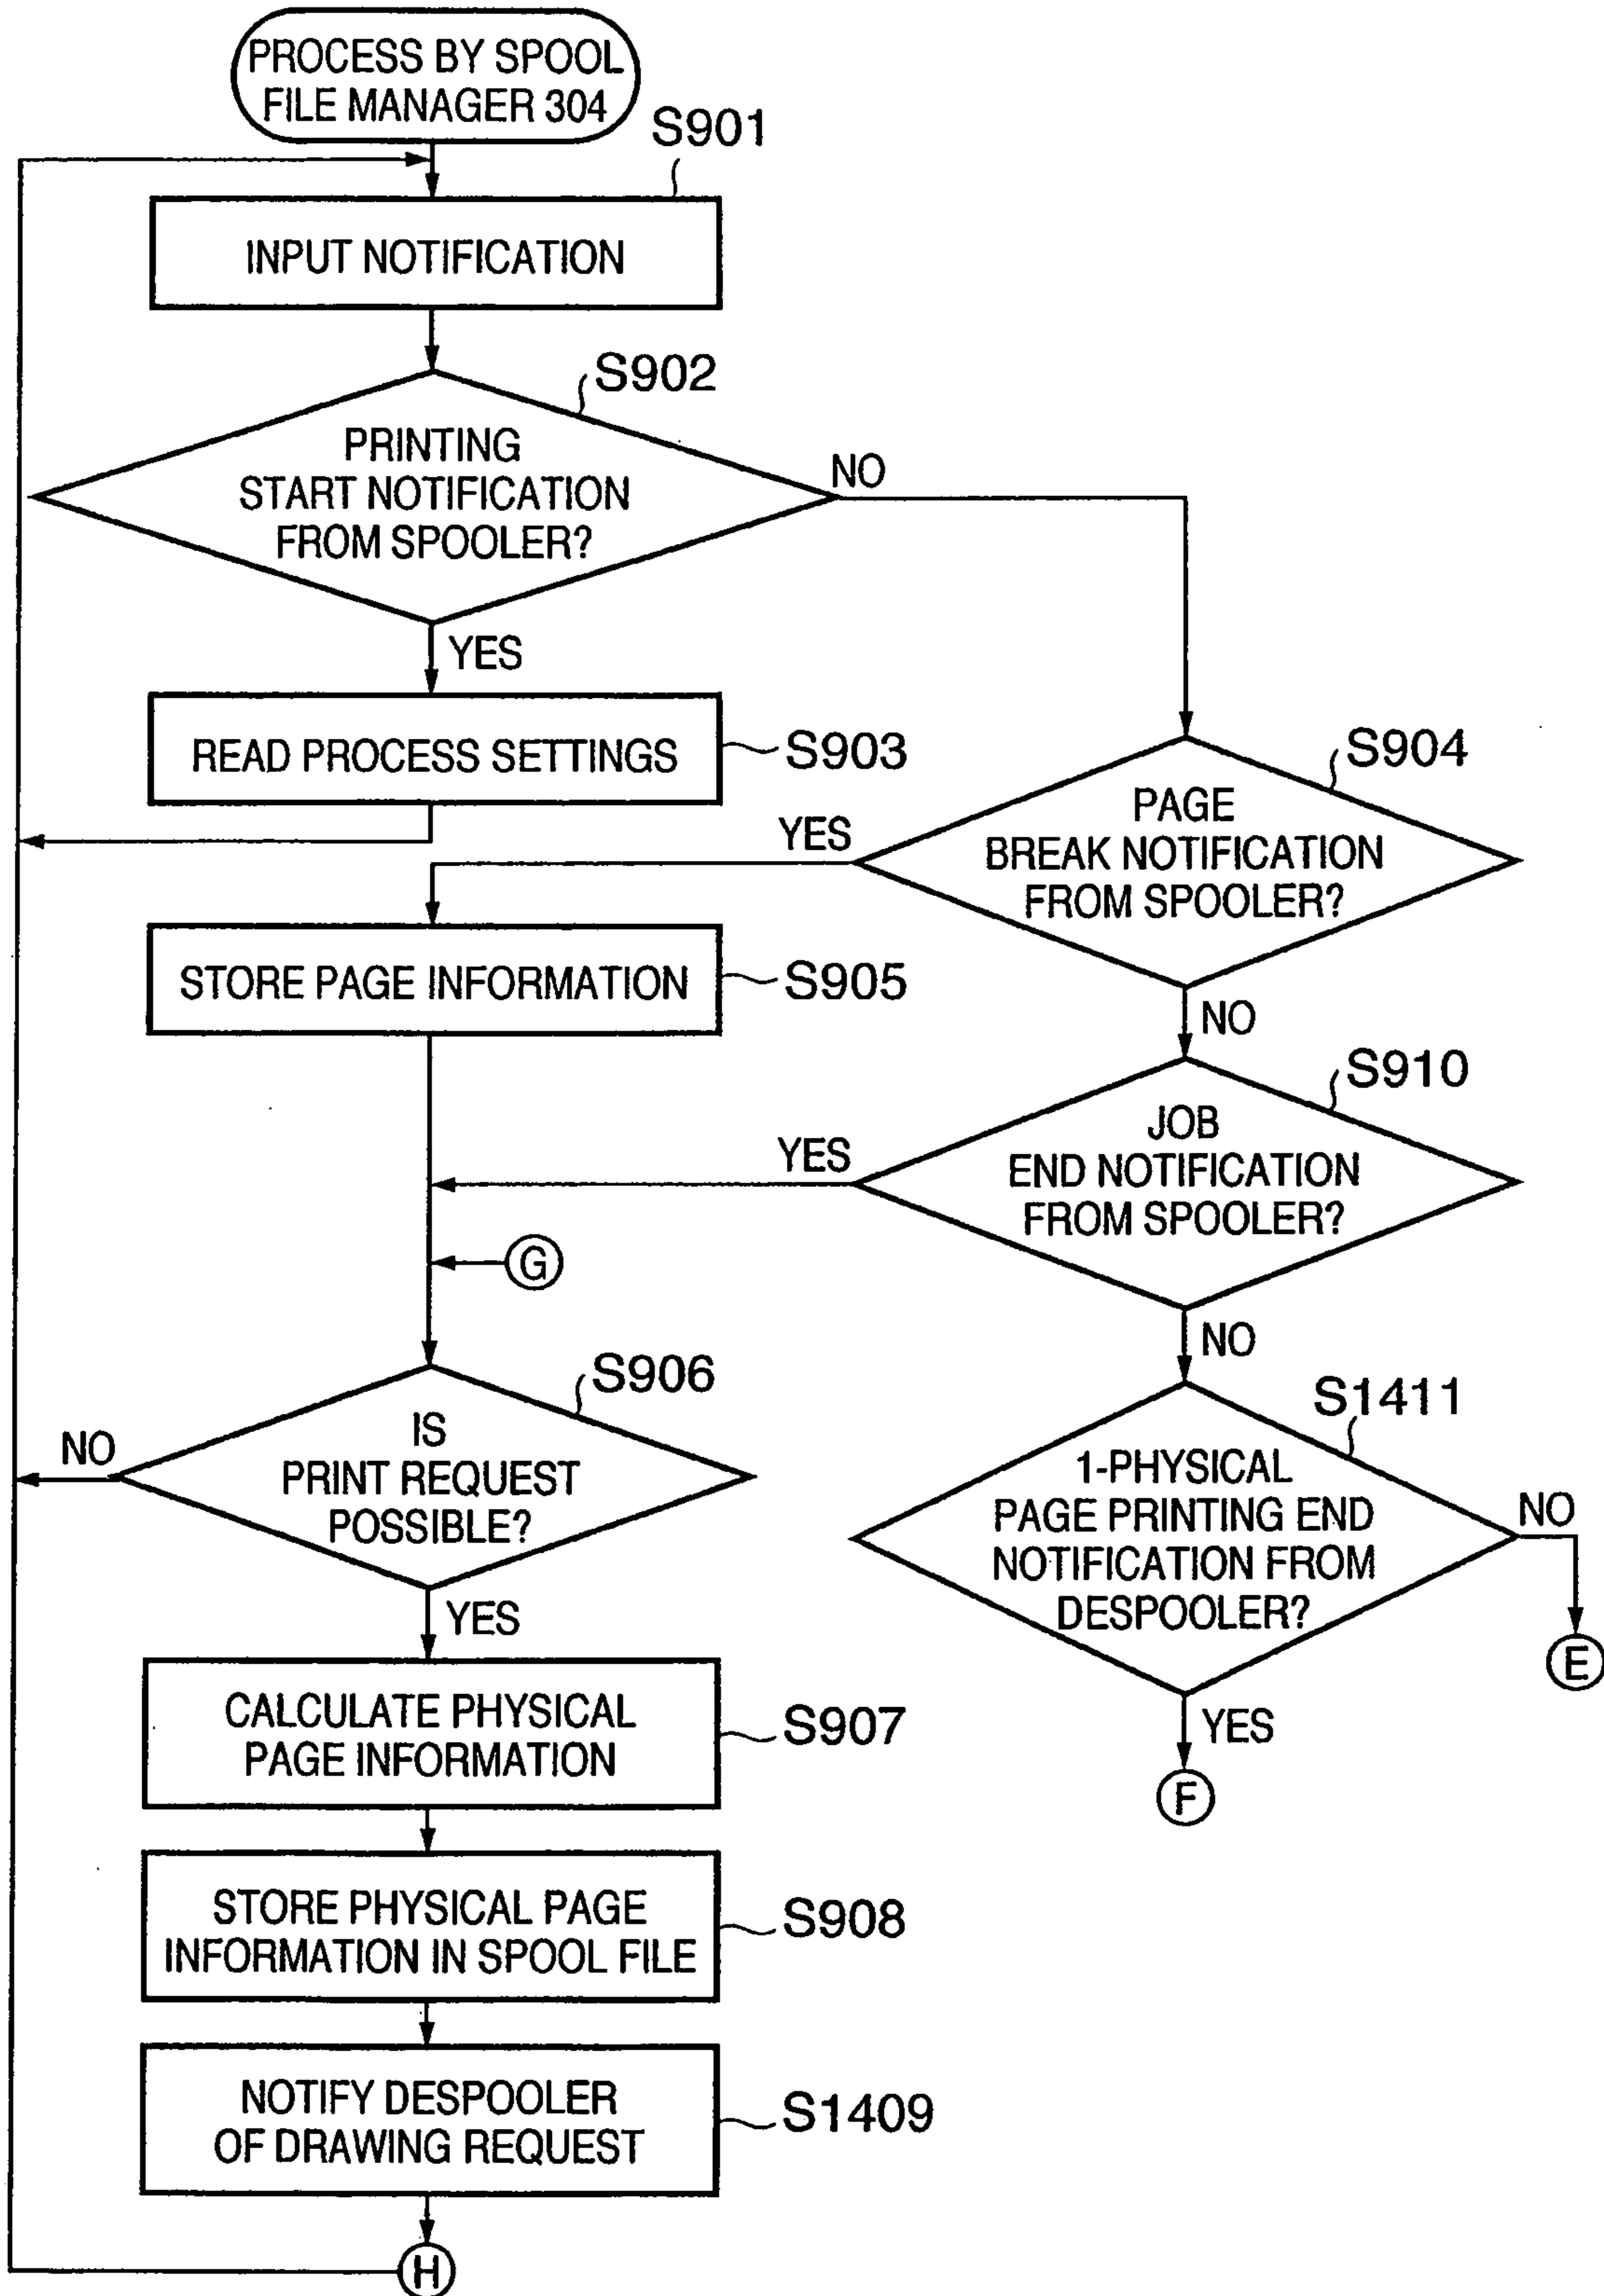 PROCESS BY SPOOL
FILE MANAGER 304
S901
INPUT NOTIFICATION
S902
PRINTING
START NOTIFICATION
FROM SPOOLER?
NO
YES
READ PROCESS SETTINGS
S903
S904
PAGE
BREAK NOTIFICATION
FROM SPOOLER?
YES
NO
STORE PAGE INFORMATION
S905
S910
JOB
END NOTIFICATION
FROM SPOOLER?
YES
NO
G
S906
IS
PRINT REQUEST
POSSIBLE?
NO
YES
S1411
1-PHYSICAL
PAGE PRINTING END
NOTIFICATION FROM
DESPOOLER?
NO
E
YES
F
CALCULATE PHYSICAL
PAGE INFORMATION
S907
STORE PHYSICAL PAGE
INFORMATION IN SPOOL FILE
S908
NOTIFY DESPOOLER
OF DRAWING REQUEST
S1409
H